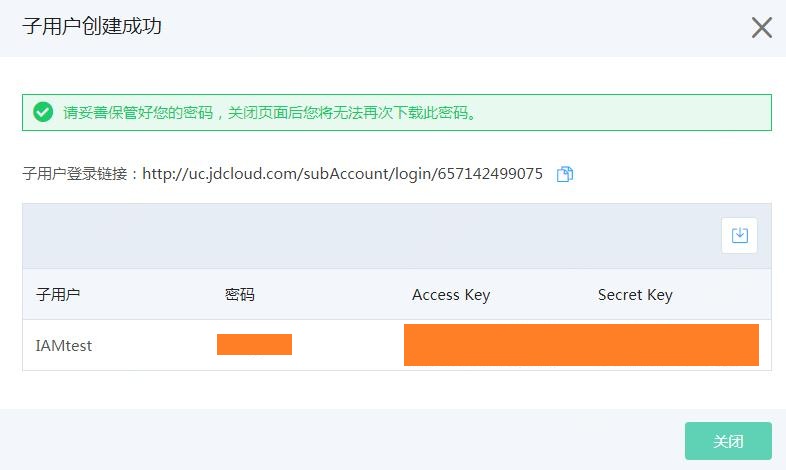 子用户创建成功
请妥善保管好您的密码，关闭页面后您将无法再次下载此密码。
子用户登录链接：http://uc.jdcloud.com/subAccount/login/657142499075
子用户 密码 Access Key Secret Key
IAMtest
关闭